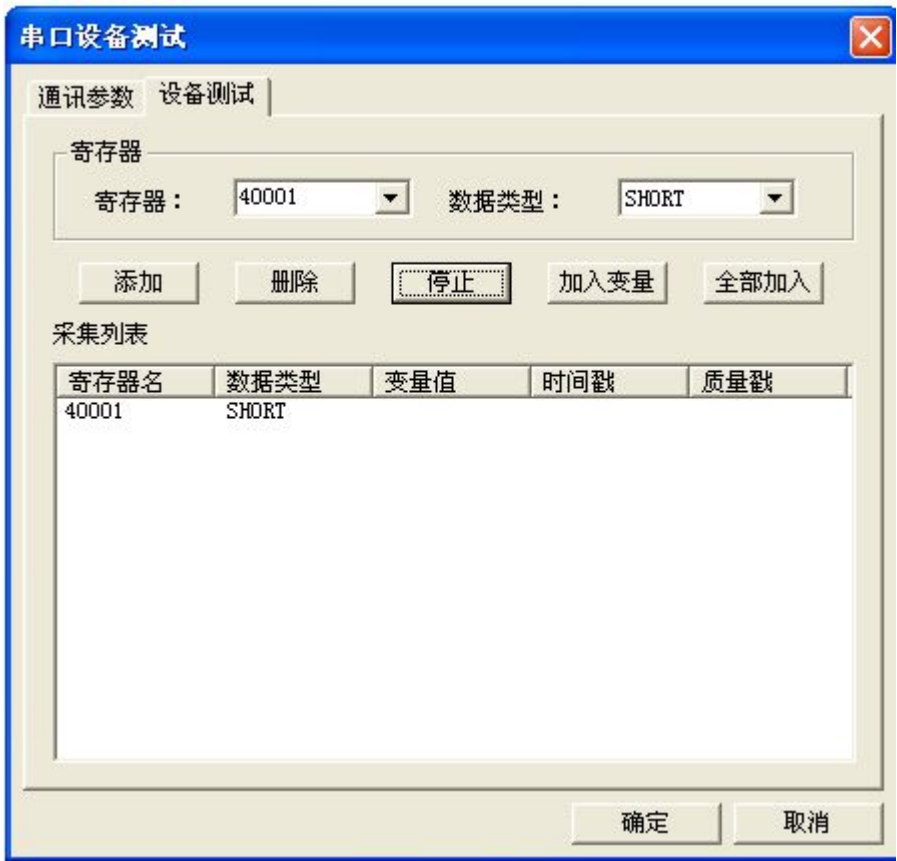 串口设备测试
通讯参数 设备测试
寄存器
寄存器： 40001 数据类型： SHORT
添加 删除 停止 加入变量 全部加入
采集列表
寄存器名 数据类型 变量值 时间戳 质量戳
40001 SHORT
确定 取消